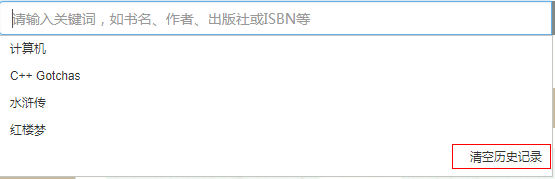 请输入关键词，如书名、作者、出版社或ISBN等
计算机
C++ Gotchas
水浒传
红楼梦
清空历史记录